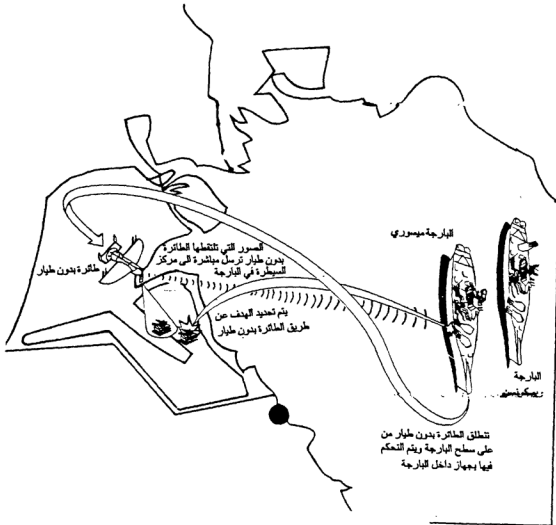 البارجة ميسوري
الصور التي تلتقطها الطائرة
بدون طيار ترسل مباشرة الى مركز
السيطرة في البارجة
طائرة بدون طيار
يتم تحديد الهدف عن
طريق الطائرة بدون طيار
البارجة
تنطلق الطائرة بدون طيار من
على سطح البارجة ويتم التحكم
فيها بجهاز داخل البارجة